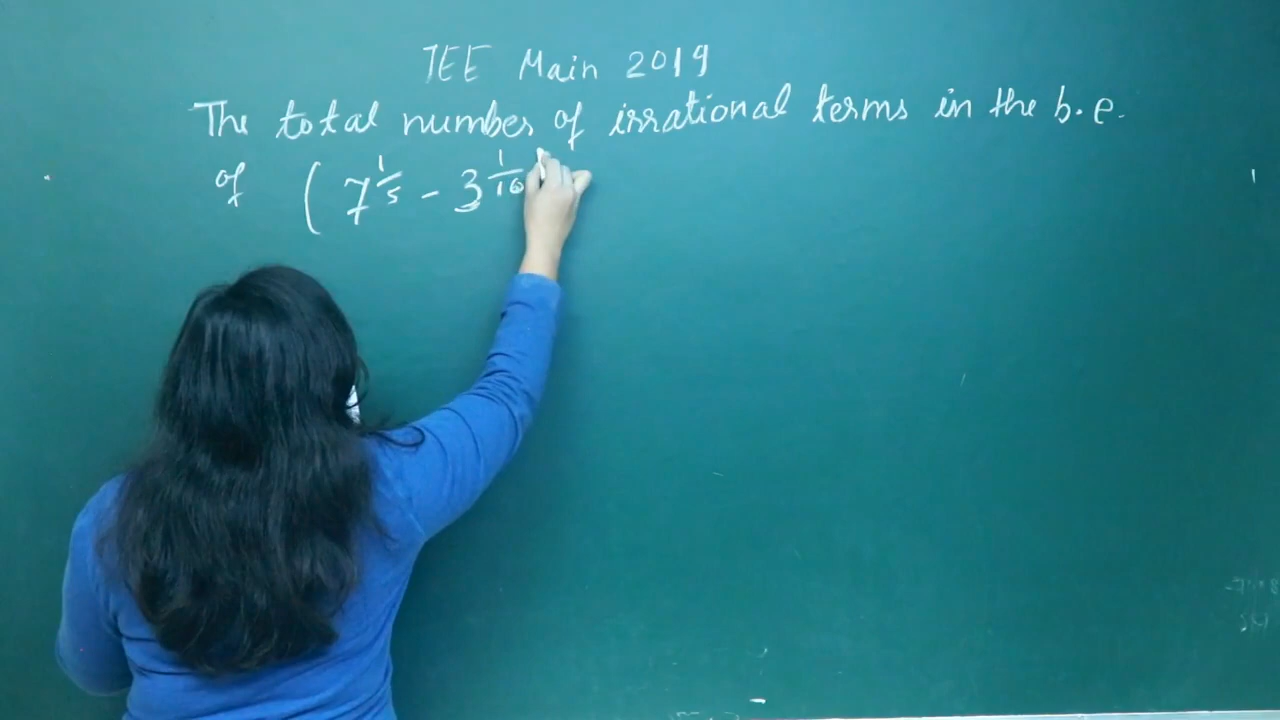 JEE Main 2019
The total number of irrational terms in the b.e.
of (7^{1/5} - 3^{1/10}